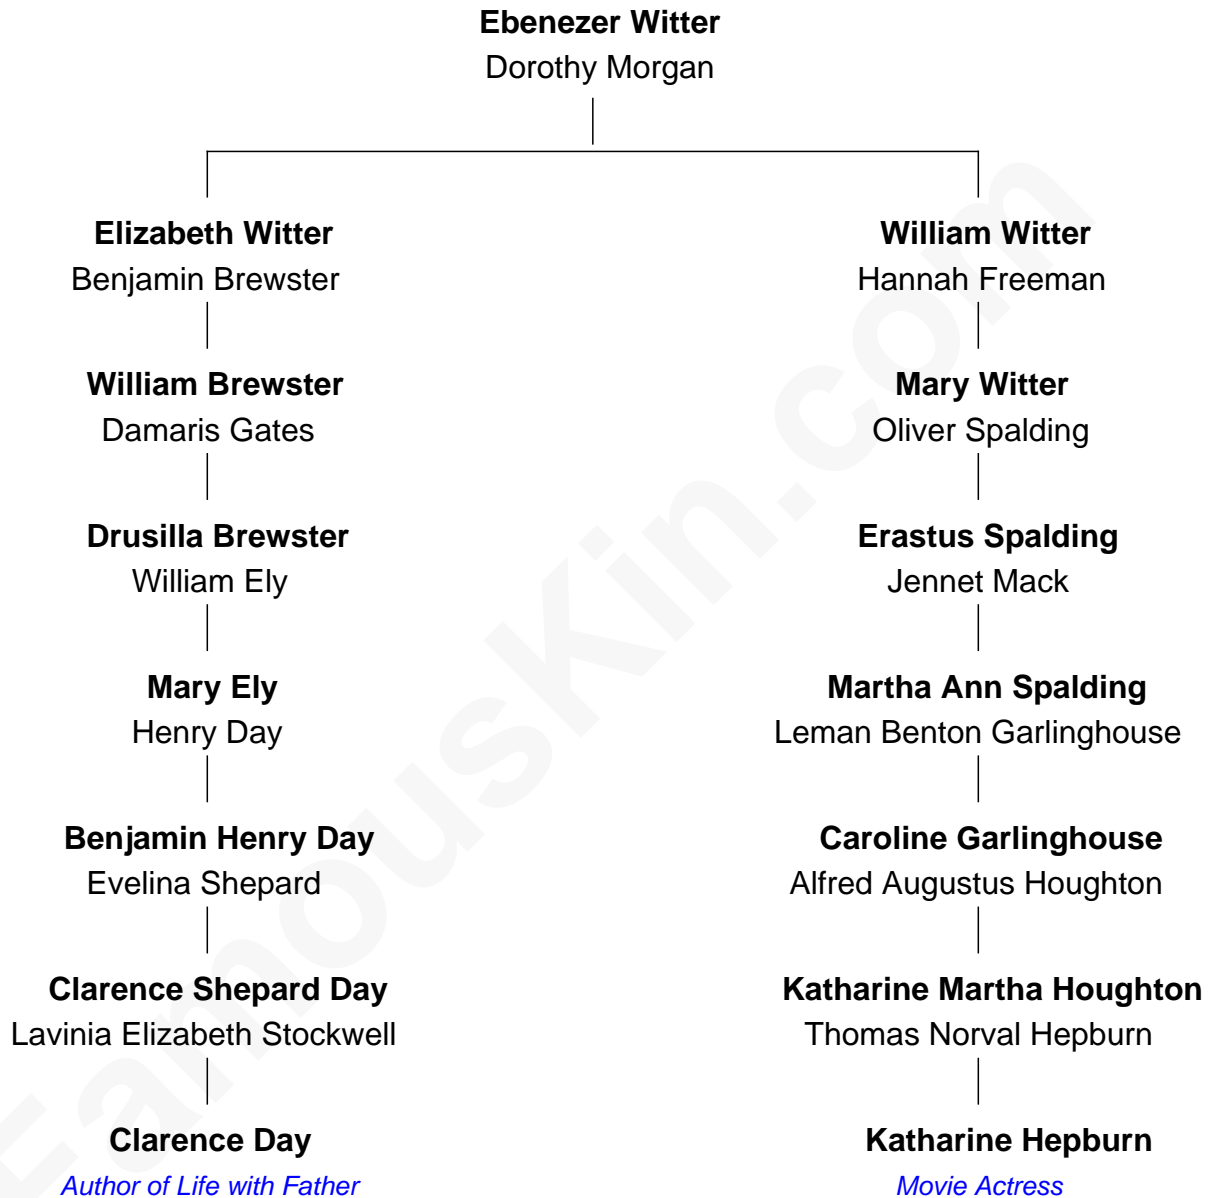 Ebenezer Witter
Dorothy Morgan
Elizabeth Witter
Benjamin Brewster
William Brewster
Damaris Gates
Drusilla Brewster
William Ely
Mary Ely
Henry Day
Benjamin Henry Day
Evelina Shepard
Clarence Shepard Day
Lavinia Elizabeth Stockwell
Clarence Day
Author of Life with Father
William Witter
Hannah Freeman
Mary Witter
Oliver Spalding
Erastus Spalding
Jennet Mack
Martha Ann Spalding
Leman Benton Garlinghouse
Caroline Garlinghouse
Alfred Augustus Houghton
Katharine Martha Houghton
Thomas Norval Hepburn
Katharine Hepburn
Movie Actress
FamousKin.com